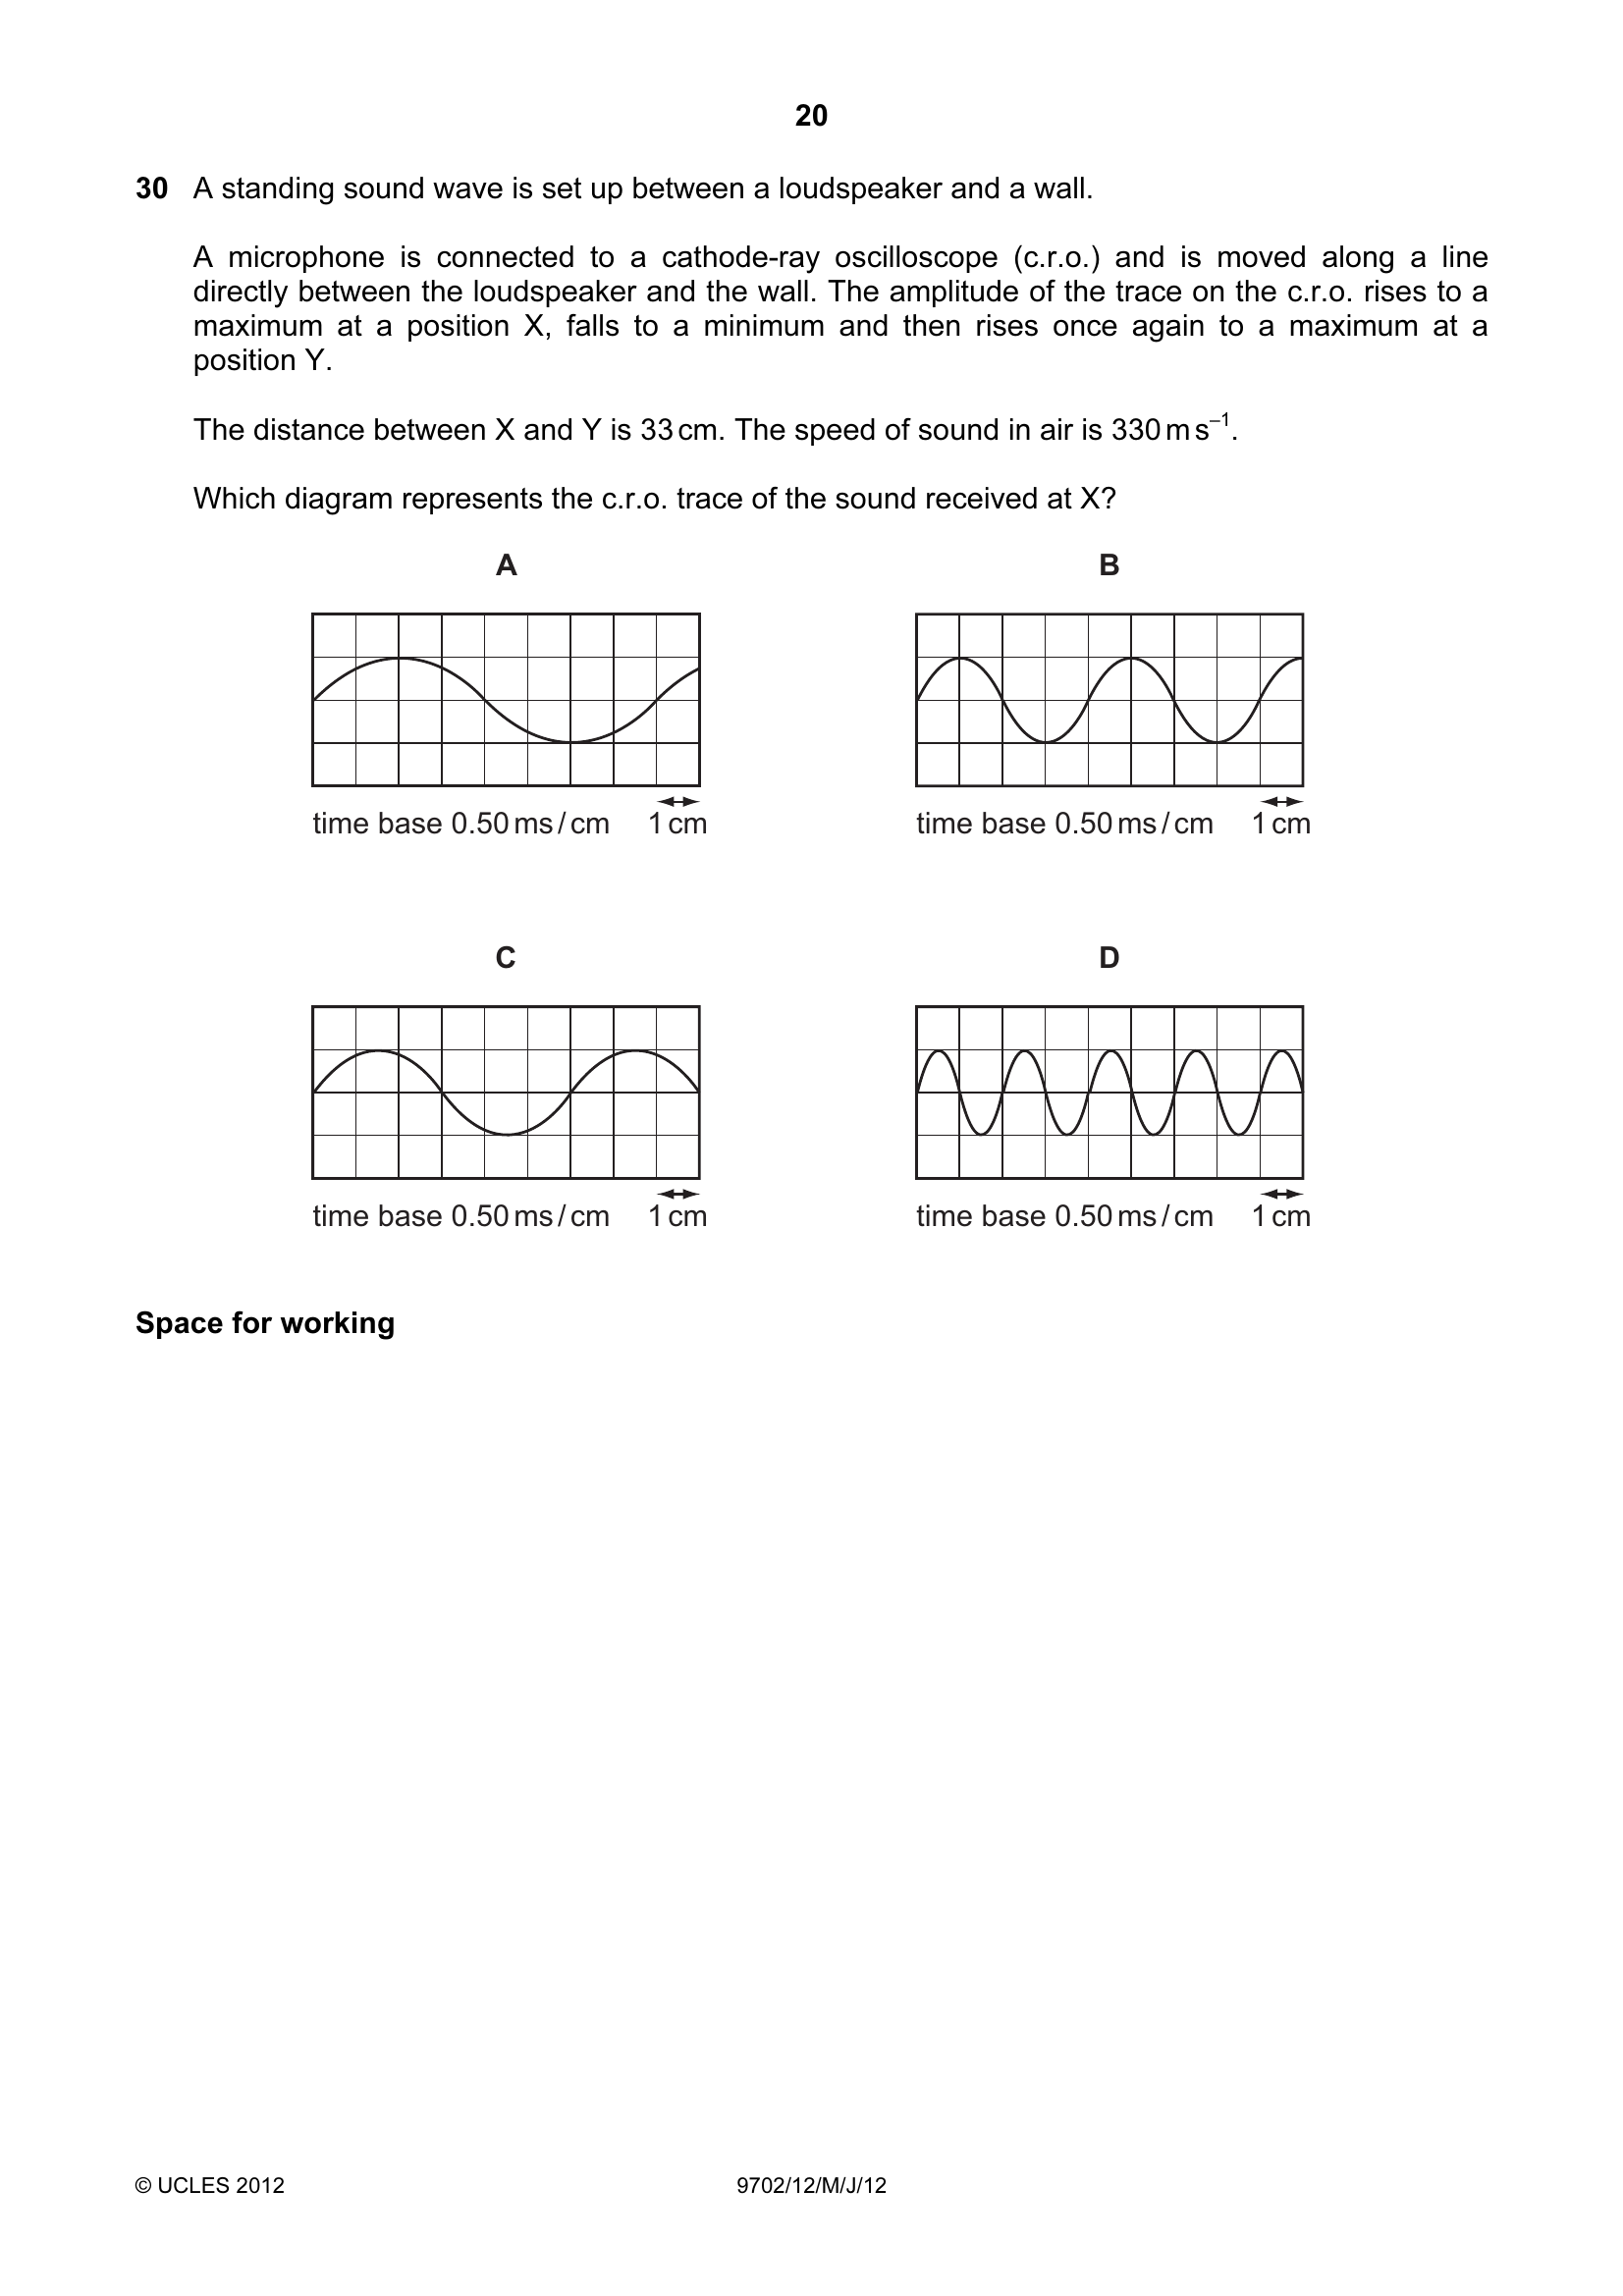 20
30 A standing sound wave is set up between a loudspeaker and a wall.
A microphone is connected to a cathode-ray oscilloscope (c.r.o.) and is moved along a line
directly between the loudspeaker and the wall. The amplitude of the trace on the c.r.o. rises to a
maximum at a position X, falls to a minimum and then rises once again to a maximum at a
position Y.
The distance between X and Y is 33 cm. The speed of sound in air is 330 m s⁻¹.
Which diagram represents the c.r.o. trace of the sound received at X?
A B
time base 0.50 ms / cm 1 cm time base 0.50 ms / cm 1 cm
C D
time base 0.50 ms / cm 1 cm time base 0.50 ms / cm 1 cm
Space for working
© UCLES 2012 9702/12/M/J/12